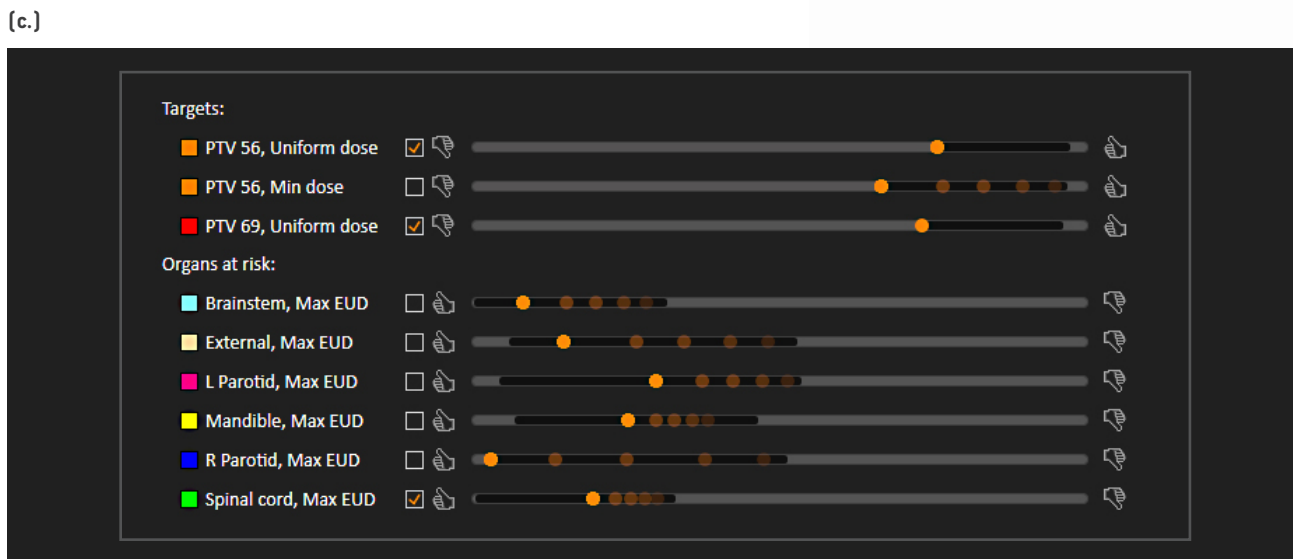 (c.)
Targets:
PTV 56, Uniform dose
PTV 56, Min dose
PTV 69, Uniform dose
Organs at risk:
Brainstem, Max EUD
External, Max EUD
L Parotid, Max EUD
Mandible, Max EUD
R Parotid, Max EUD
Spinal cord, Max EUD